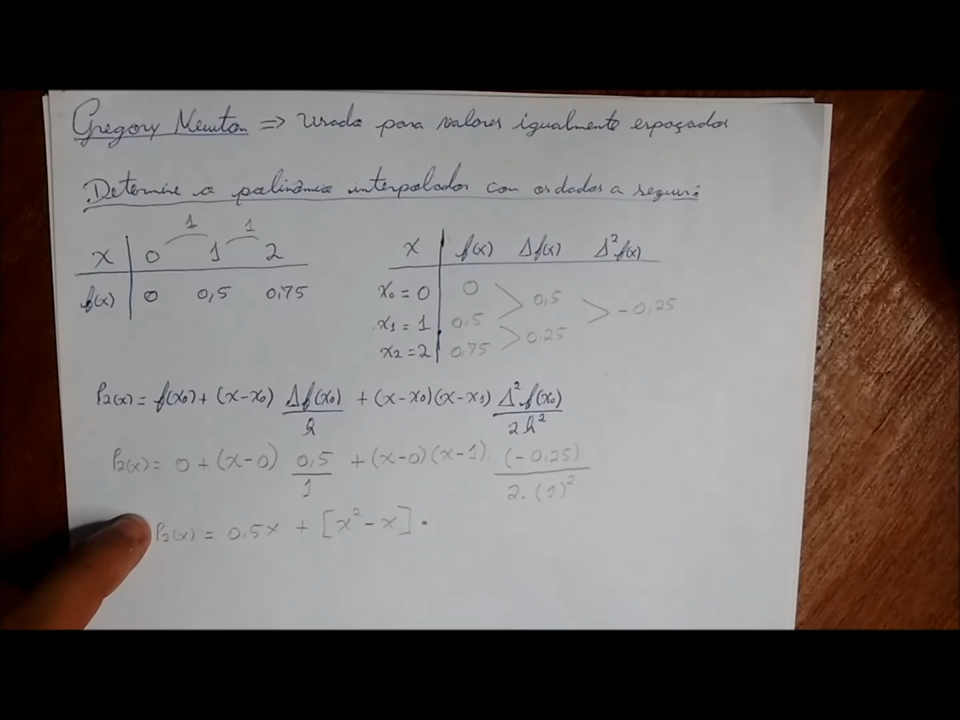 Gregory Newton ⇒ Usada para valores igualmente espaçados
Determine o polinômio interpolador com os dados a seguir:
1 1
x | 0 1 2
f(x) | 0 0,5 0,75
x | f(x) Δf(x) Δ²f(x)
x₀ = 0 | 0
0,5
x₁ = 1 | 0,5 - 0,25
0,25
x₂ = 2 | 0,75
P₂(x) = f(x₀) + (x-x₀) Δf(x₀)/h + (x-x₀)(x-x₁) Δ²f(x₀)/2h²
P₂(x) = 0 + (x-0) 0,5/1 + (x-0)(x-1) (-0,25)/2.(1)²
P₂(x) = 0,5x + [x² - x] .